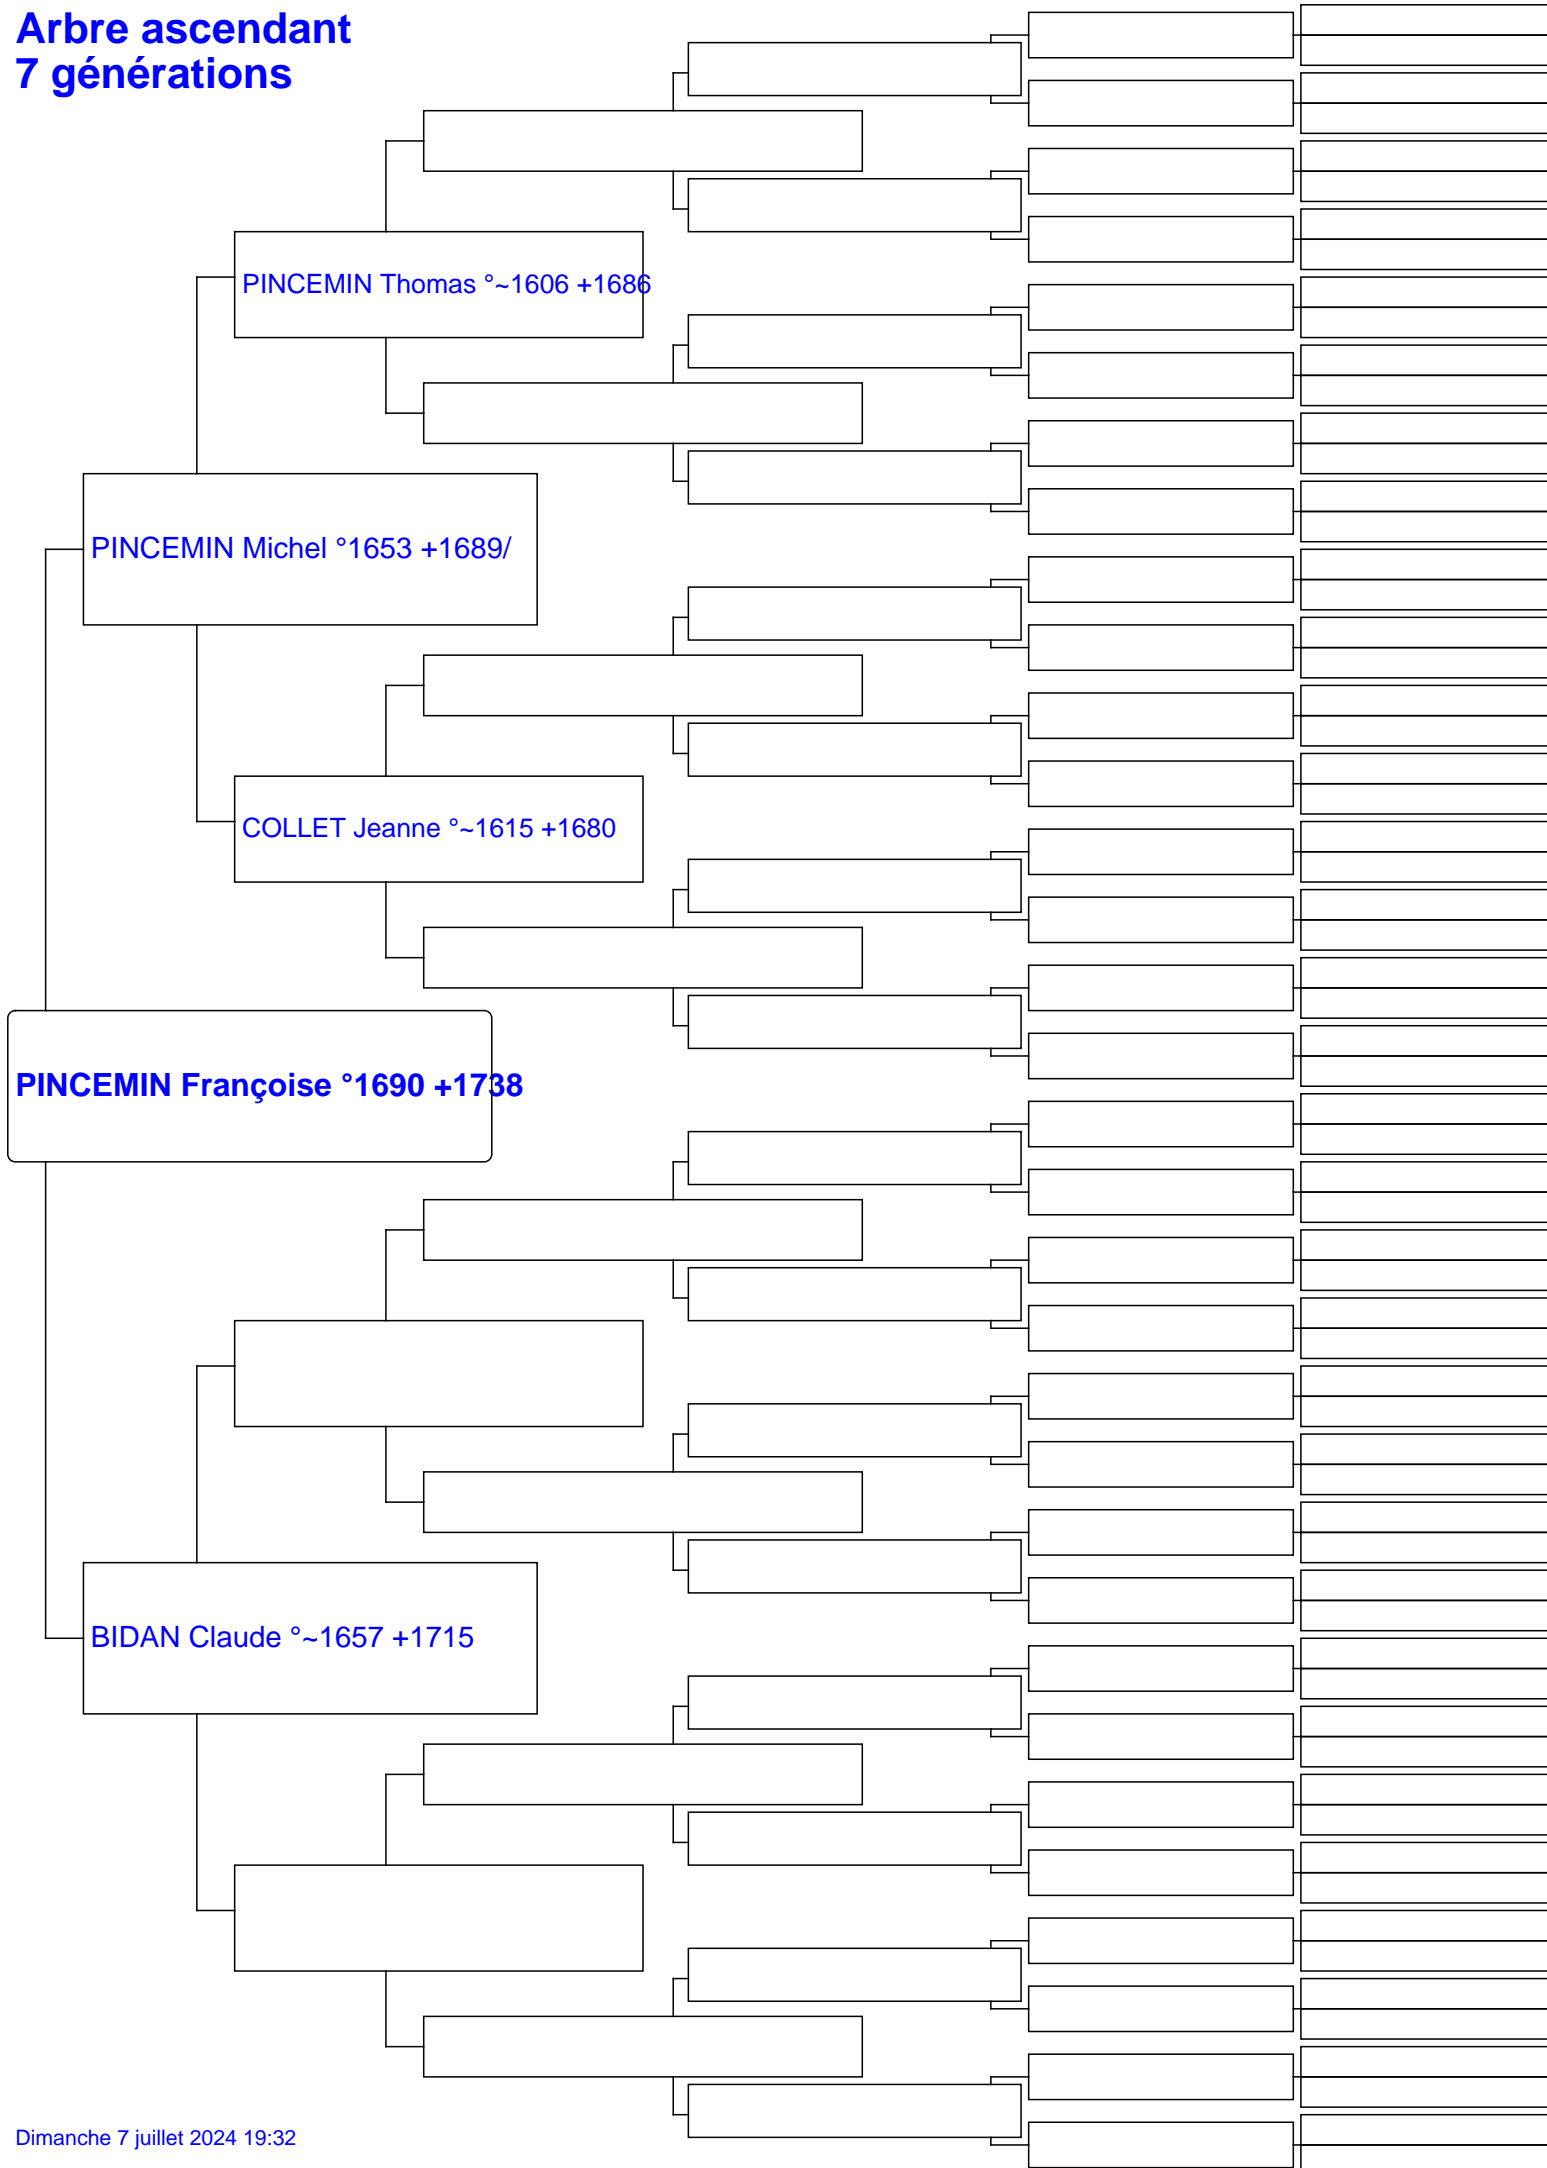 Arbre ascendant
7 générations
PINCEMIN Thomas °~1606 +1686
PINCEMIN Michel °1653 +1689/
COLLET Jeanne °~1615 +1680
PINCEMIN Françoise °1690 +1738
BIDAN Claude °~1657 +1715
Dimanche 7 juillet 2024 19:32